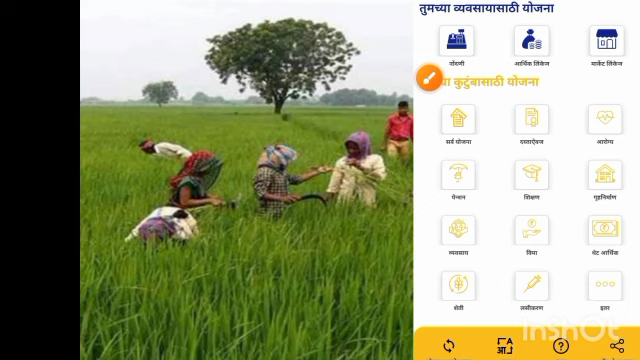 तुमच्या व्यवसायासाठी योजना
नोंदणी
आर्थिक लिंकेज
मार्केट लिंकेज
या कुटुंबासाठी योजना
सर्व योजना
दस्तऐवज
आरोग्य
पेन्शन
शिक्षण
गृहनिर्माण
व्यवसाय
विमा
थेट आर्थिक
शेती
लसीकरण
इतर
A
आ
InShOt